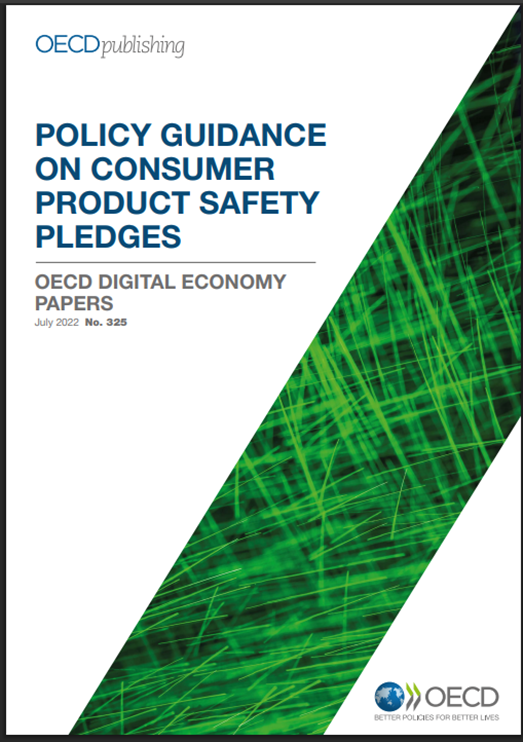 OECDpublishing
POLICY GUIDANCE
ON CONSUMER
PRODUCT SAFETY
PLEDGES
OECD DIGITAL ECONOMY
PAPERS
July 2022 No. 325
OECD
BETTER POLICIES FOR BETTER LIVES